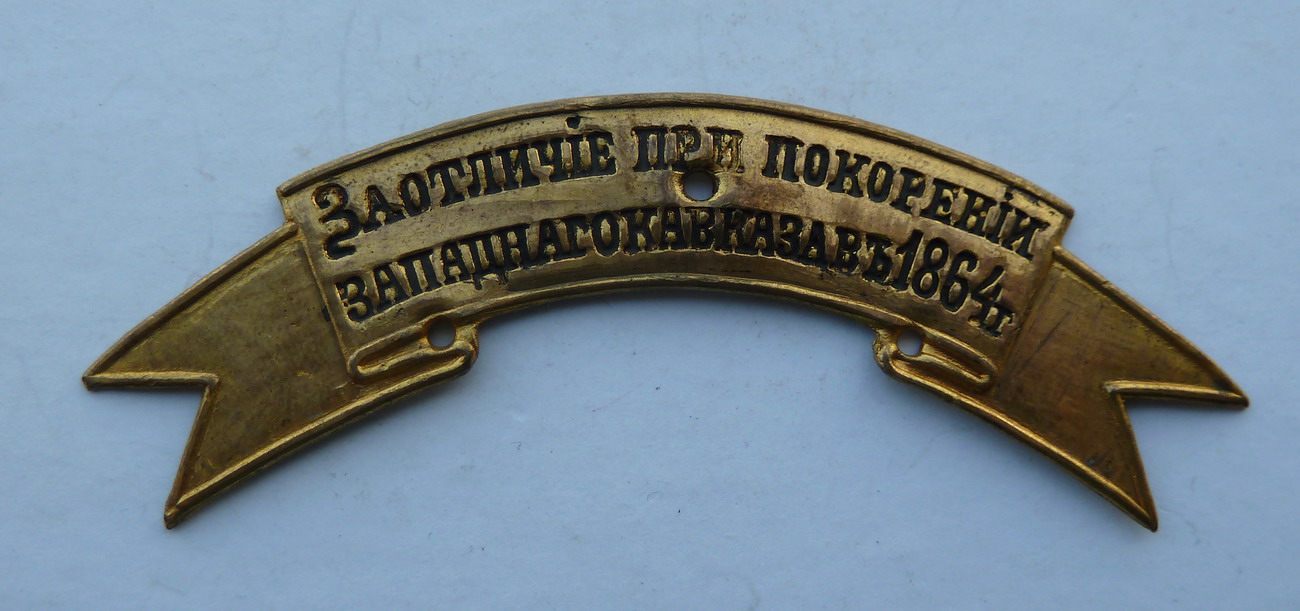 ЗА ОТЛИЧІЕ ПРИ ПОКОРЕНІИ
ЗАПАДНАГО КАВКАЗА ВЪ 1864 г